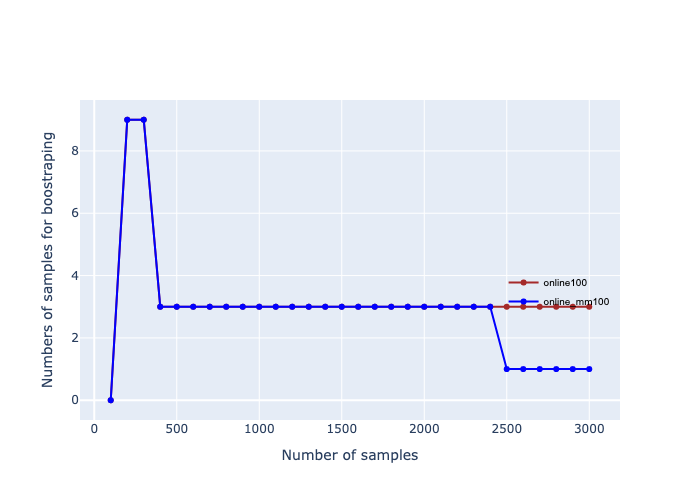 Numbers of samples for boostraping
8
6
4
2
0
online100
online_mm100
0 500 1000 1500 2000 2500 3000
Number of samples